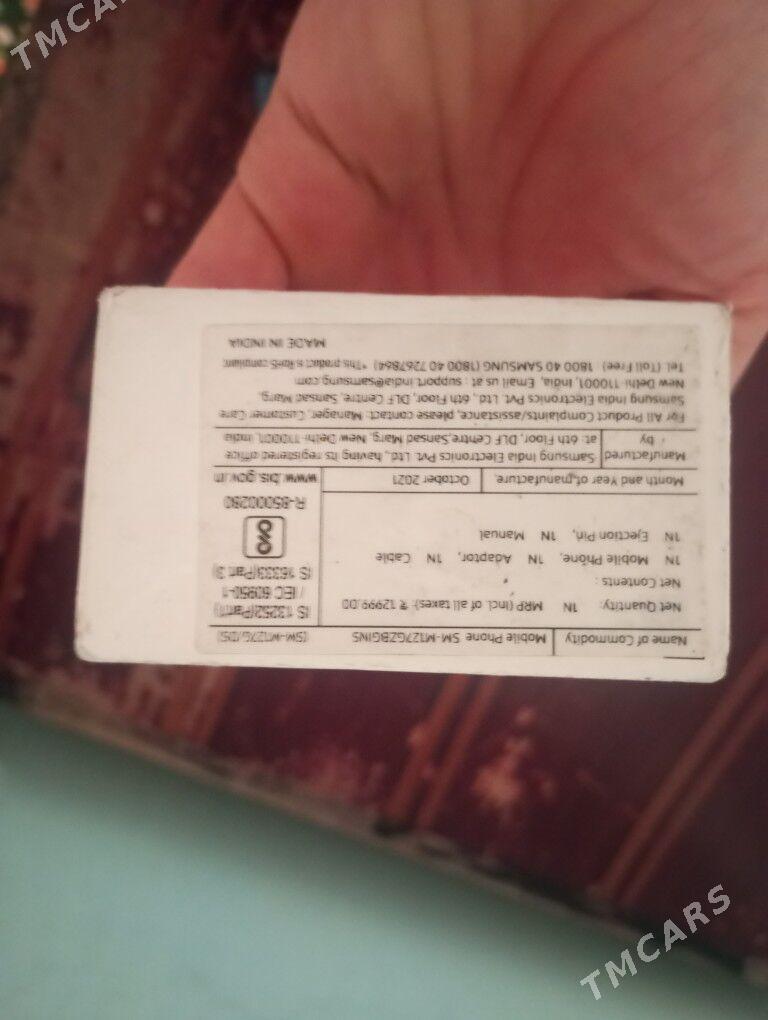 TMCARS
Name of Commodity Mobile Phone SM-M127GZBGINS (SM-M127G/DS)
Net Quantity: 1N MRP (Incl. of all taxes): ₹ 12999.00
Net Contents:
1N Mobile Phone, 1N Adaptor, 1N Cable
1N Ejection Pin, 1N Manual
IS 13252(Part1)
/ IEC 60950-1
IS 16333(Part 3)
R-85000280
www.bis.gov.in
Month and Year of manufacture. October 2021
Manufactured by Samsung India Electronics Pvt. Ltd., having its registered office
at: 6th Floor, DLF Centre, Sansad Marg, New Delhi-110001, India
For All Product Complaints/assistance, please contact: Manager, Customer Care
Samsung India Electronics Pvt. Ltd., 6th Floor, DLF Centre, Sansad Marg,
New Delhi-110001, India, Email us at : support.india@samsung.com
Tel. (Toll Free) 1800 40 SAMSUNG (1800 40 7267864) *This product is RoHS compliant
MADE IN INDIA
TMCARS